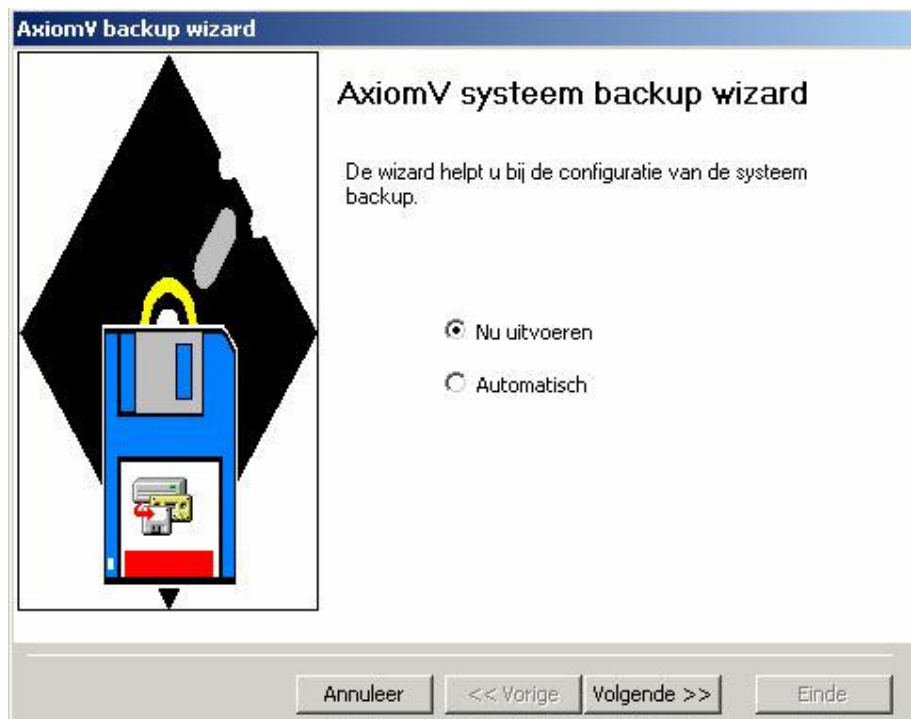 AxiomV backup wizard
AxiomV systeem backup wizard
De wizard helpt u bij de configuratie van de systeem
backup.
Nu uitvoeren
Automatisch
Annuleer
<< Vorige
Volgende >>
Einde